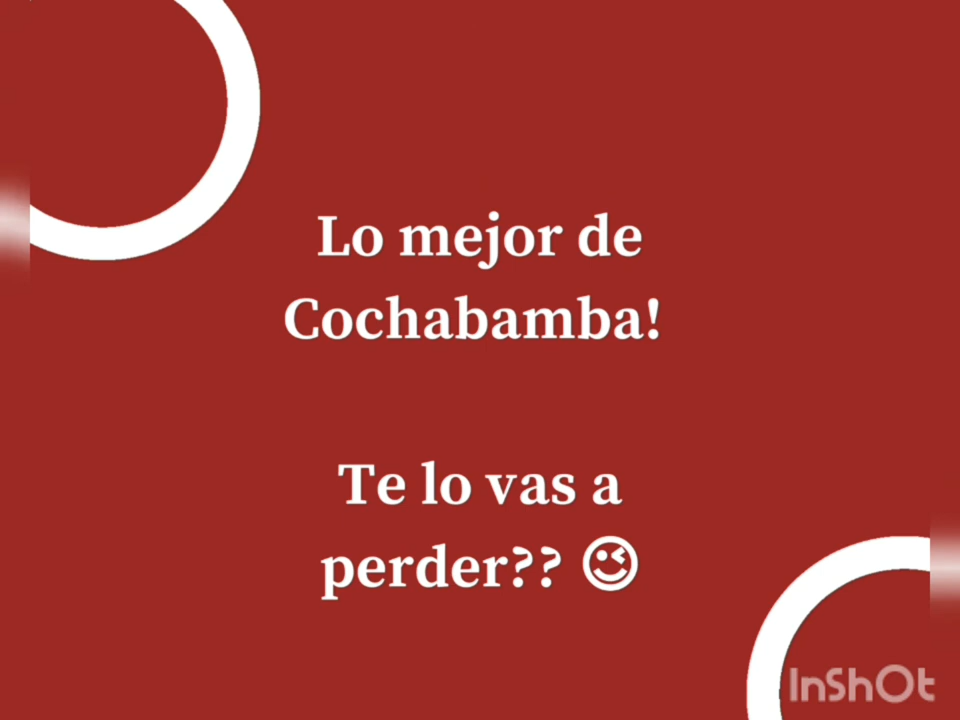 Lo mejor de
Cochabamba!
Te lo vas a
perder?? 😉
InShOt